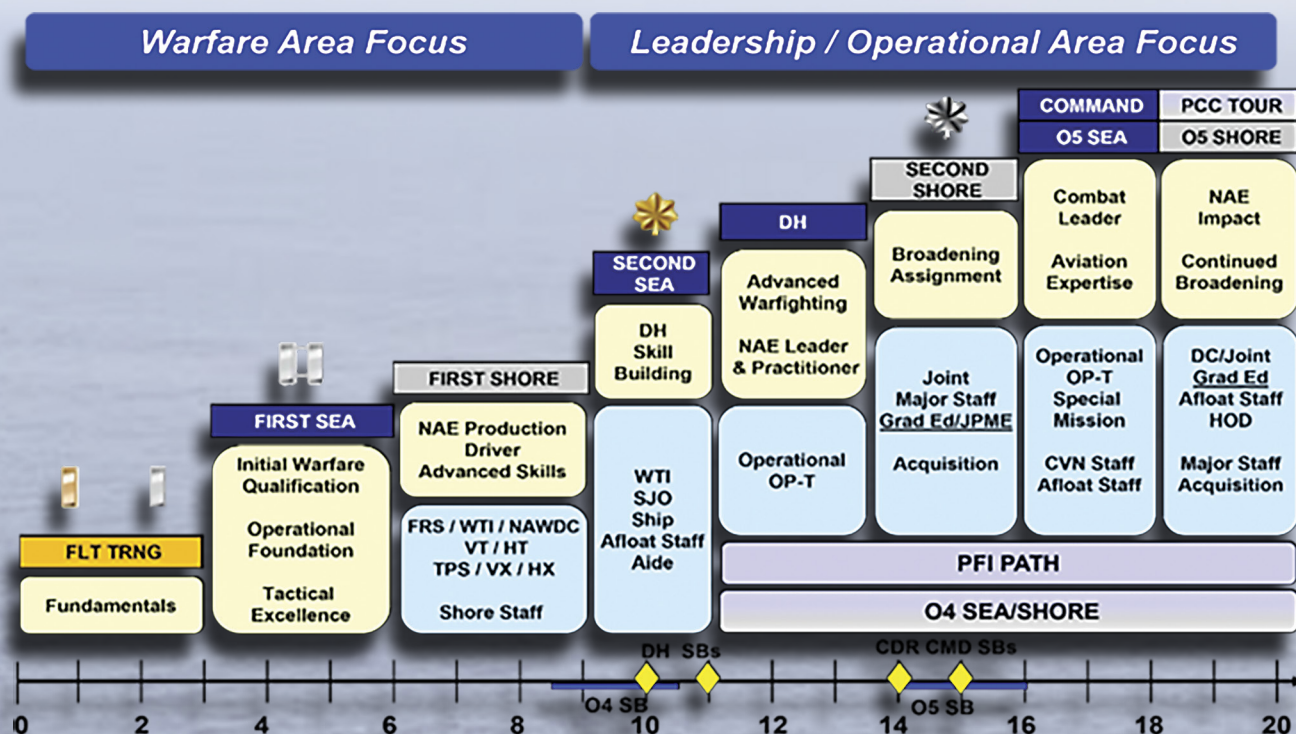 Warfare Area Focus
Leadership / Operational Area Focus
FLT TRNG
Fundamentals
FIRST SEA
Initial Warfare
Qualification
Operational
Foundation
Tactical
Excellence
FIRST SHORE
NAE Production
Driver
Advanced Skills
FRS / WTI / NAWDC
VT / HT
TPS / VX / HX
Shore Staff
SECOND
SEA
DH
Skill
Building
WTI
SJO
Ship
Afloat Staff
Aide
DH
Advanced
Warfighting
NAE Leader
& Practitioner
Operational
OP-T
SECOND
SHORE
Broadening
Assignment
Joint
Major Staff
Grad Ed/JPME
Acquisition
COMMAND
O5 SEA
Combat
Leader
Aviation
Expertise
Operational
OP-T
Special
Mission
CVN Staff
Afloat Staff
PCC TOUR
O5 SHORE
NAE
Impact
Continued
Broadening
DC/Joint
Grad Ed
Afloat Staff
HOD
Major Staff
Acquisition
PFI PATH
O4 SEA/SHORE
DH SBs
CDR CMD SBs
O4 SB
O5 SB
0 2 4 6 8 10 12 14 16 18 20